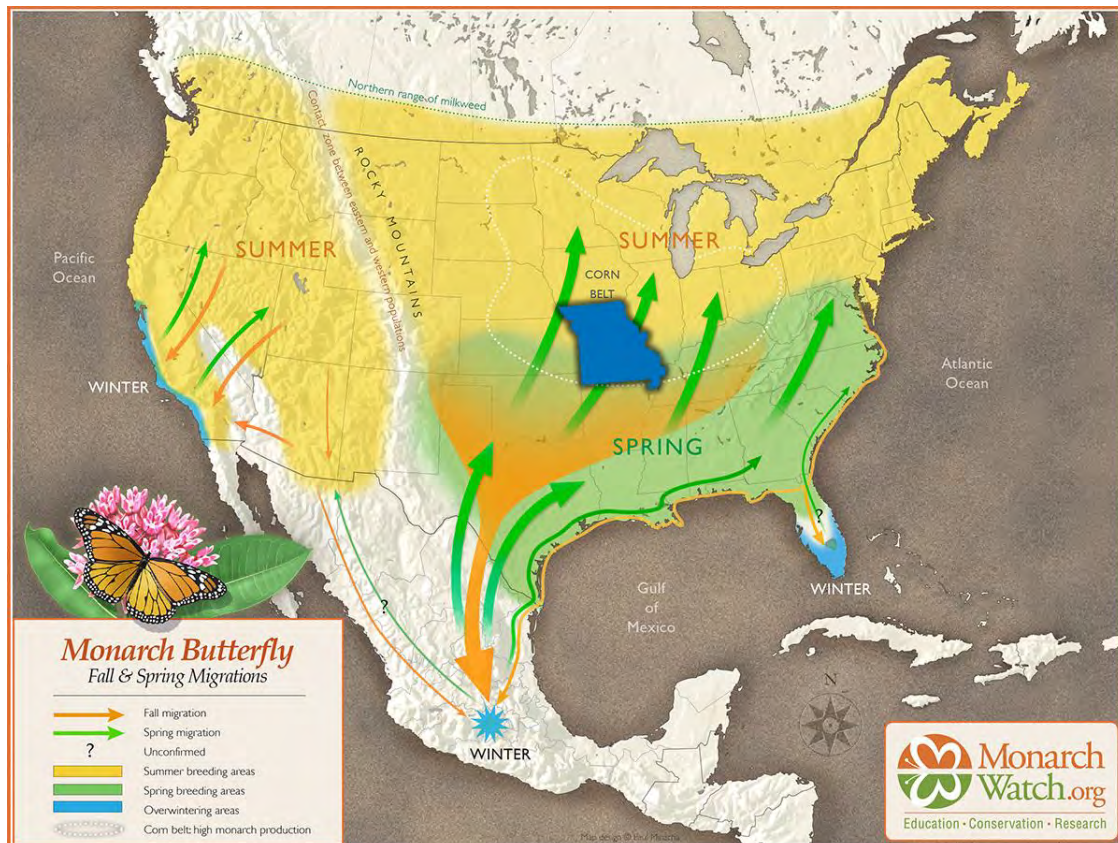 Northern range of milkweed
Contact zone between eastern and western populations
ROCKY MOUNTAINS
Pacific
Ocean
SUMMER
SUMMER
CORN
BELT
WINTER
Atlantic
Ocean
SPRING
?
?
WINTER
Gulf
of
Mexico
WINTER
N
Monarch Butterfly
Fall & Spring Migrations
Fall migration
Spring migration
? Unconfirmed
Summer breeding areas
Spring breeding areas
Overwintering areas
Corn belt: high monarch production
Monarch
Watch.org
Education • Conservation • Research
Map design ©